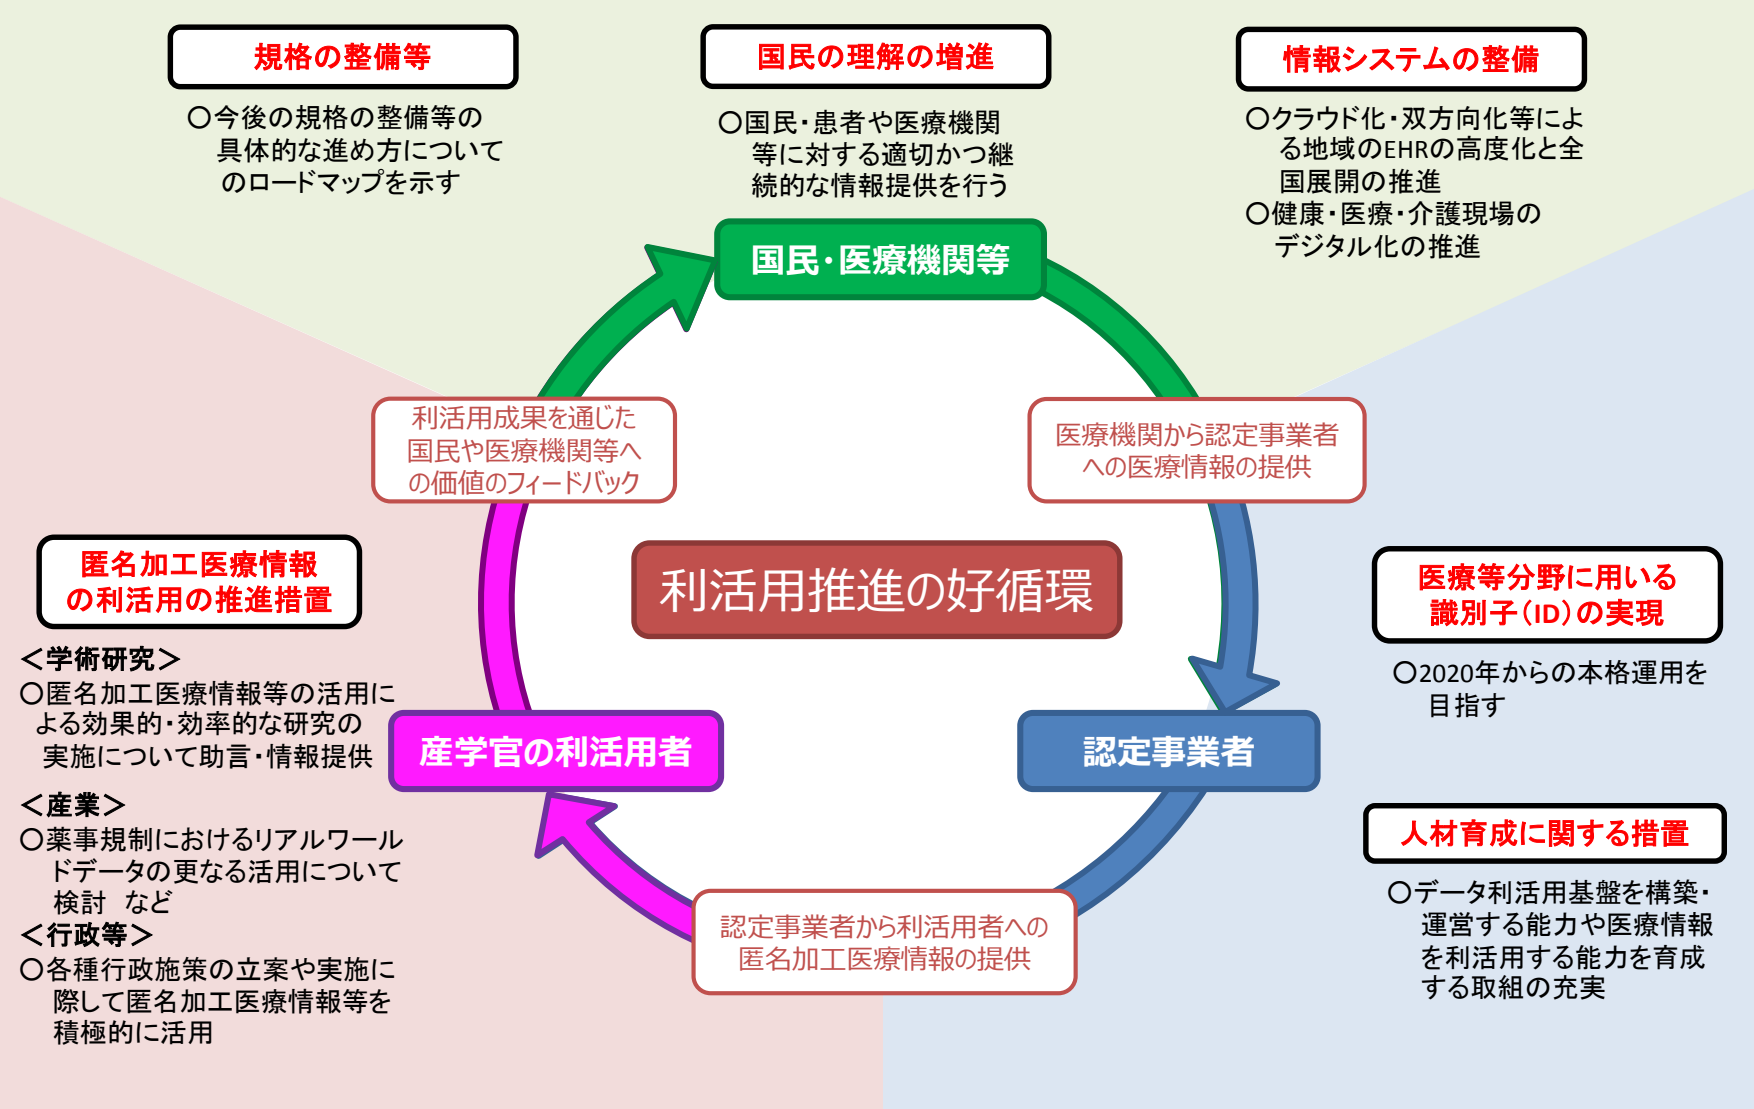 規格の整備等
〇今後の規格の整備等の
具体的な進め方について
のロードマップを示す
国民の理解の増進
〇国民・患者や医療機関
等に対する適切かつ継
続的な情報提供を行う
情報システムの整備
〇クラウド化・双方向化等によ
る地域のEHRの高度化と全
国展開の推進
〇健康・医療・介護現場の
デジタル化の推進
国民・医療機関等
利活用成果を通じた
国民や医療機関等へ
の価値のフィードバック
医療機関から認定事業者
への医療情報の提供
利活用推進の好循環
匿名加工医療情報
の利活用の推進措置
＜学術研究＞
〇匿名加工医療情報等の活用に
よる効果的・効率的な研究の
実施について助言・情報提供
＜産業＞
〇薬事規制におけるリアルワール
ドデータの更なる活用について
検討　など
＜行政等＞
〇各種行政施策の立案や実施に
際して匿名加工医療情報等を
積極的に活用
産学官の利活用者
認定事業者
認定事業者から利活用者への
匿名加工医療情報の提供
医療等分野に用いる
識別子（ID）の実現
〇2020年からの本格運用を
目指す
人材育成に関する措置
〇データ利活用基盤を構築・
運営する能力や医療情報
を利活用する能力を育成
する取組の充実